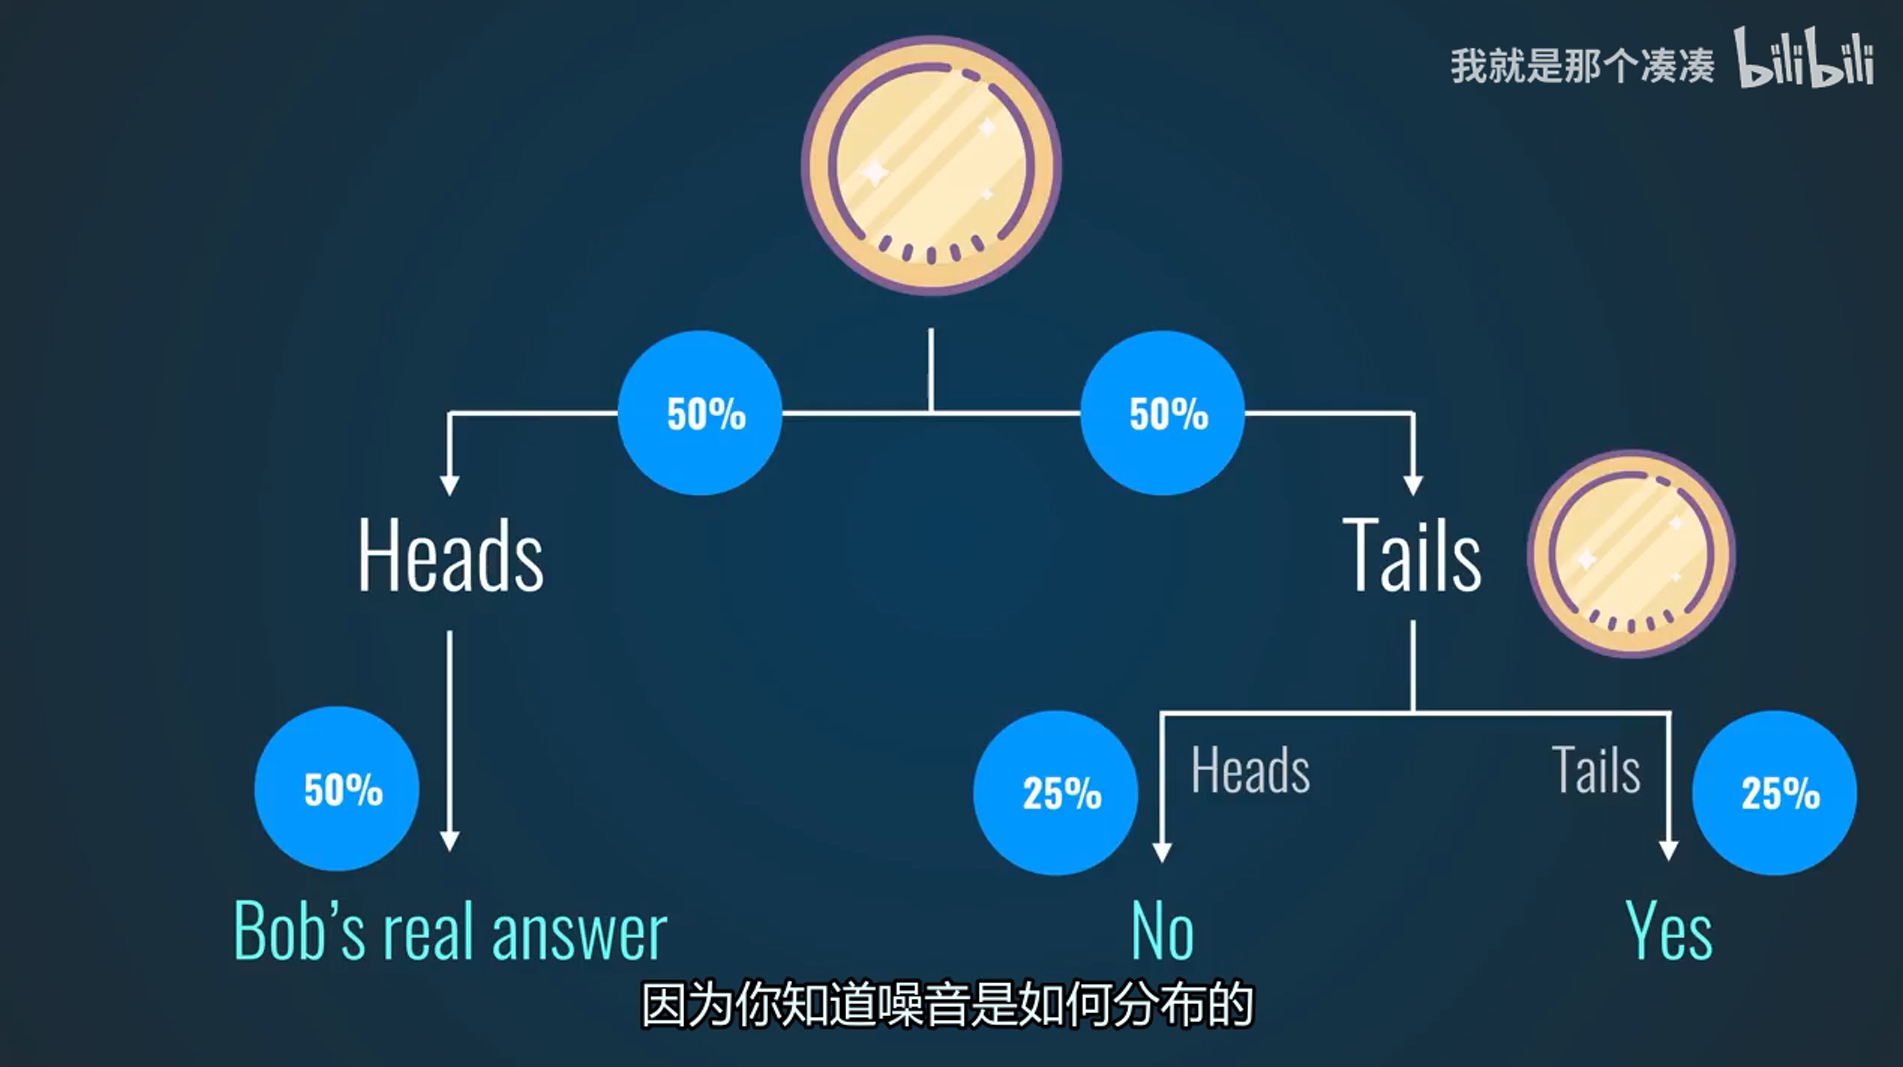 我就是那个凑凑 bilibili
50%
50%
Heads
Tails
50%
25%
Heads
Tails
25%
Bob's real answer
No
Yes
因为你知道噪音是如何分布的